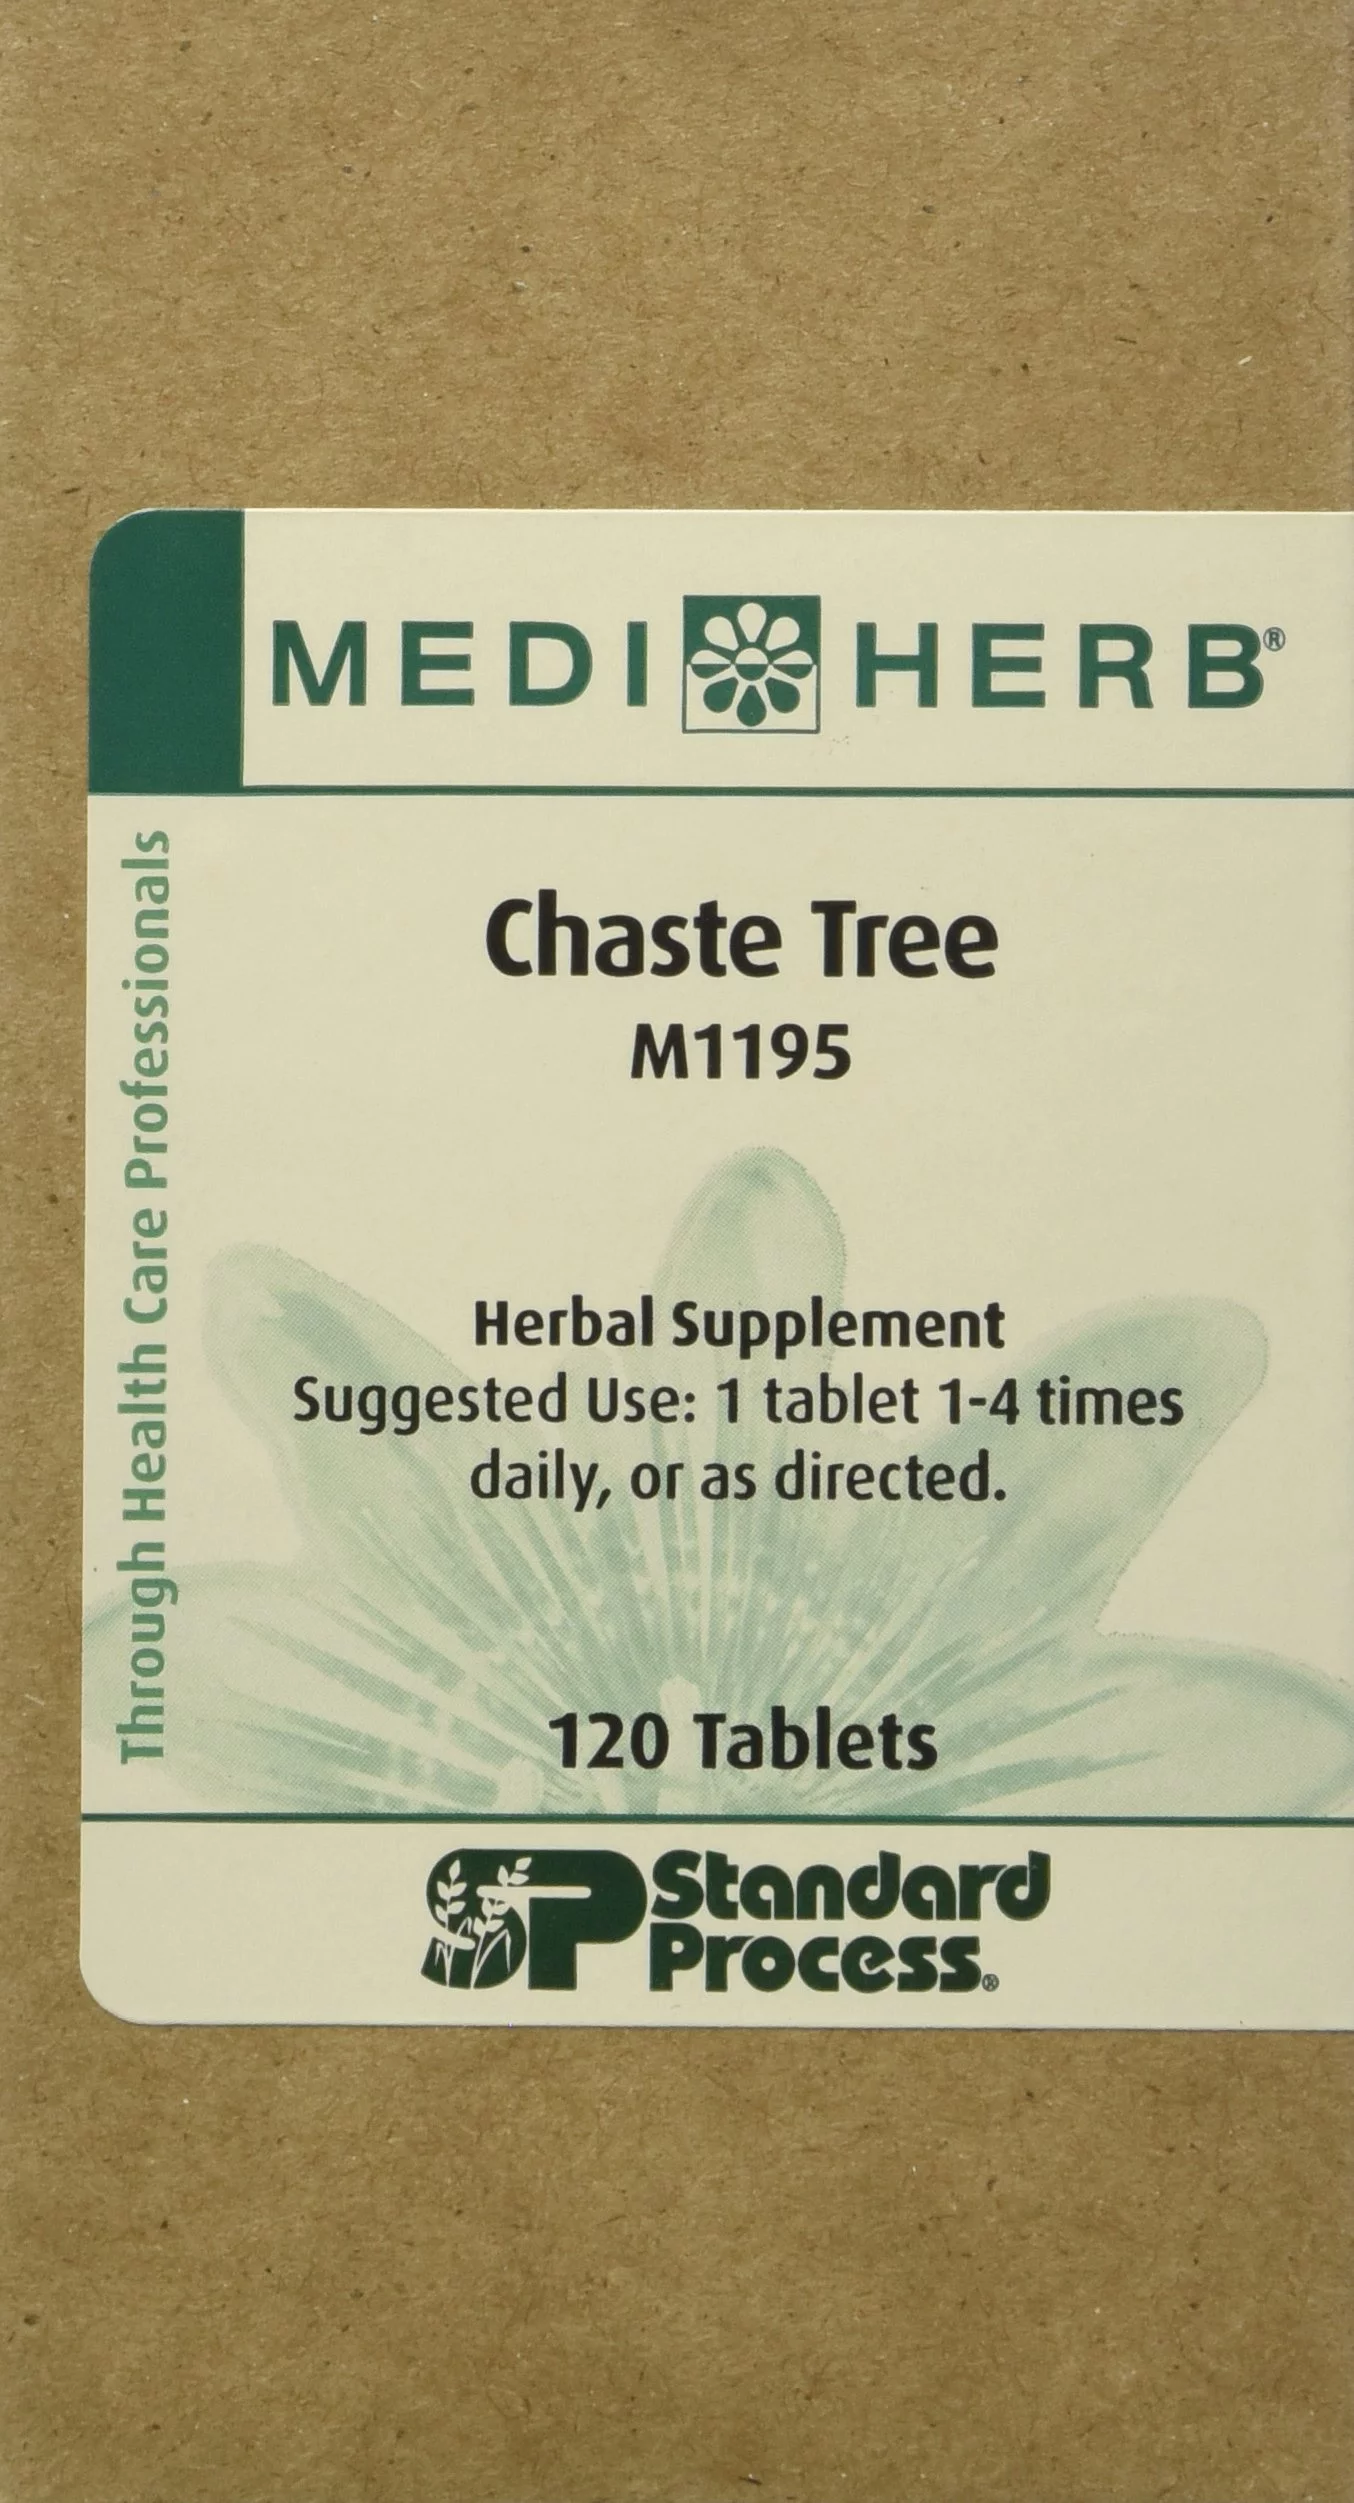 MEDI HERB®
Through Health Care Professionals
Chaste Tree
M1195
Herbal Supplement
Suggested Use: 1 tablet 1-4 times
daily, or as directed.
120 Tablets
SP Standard
Process®